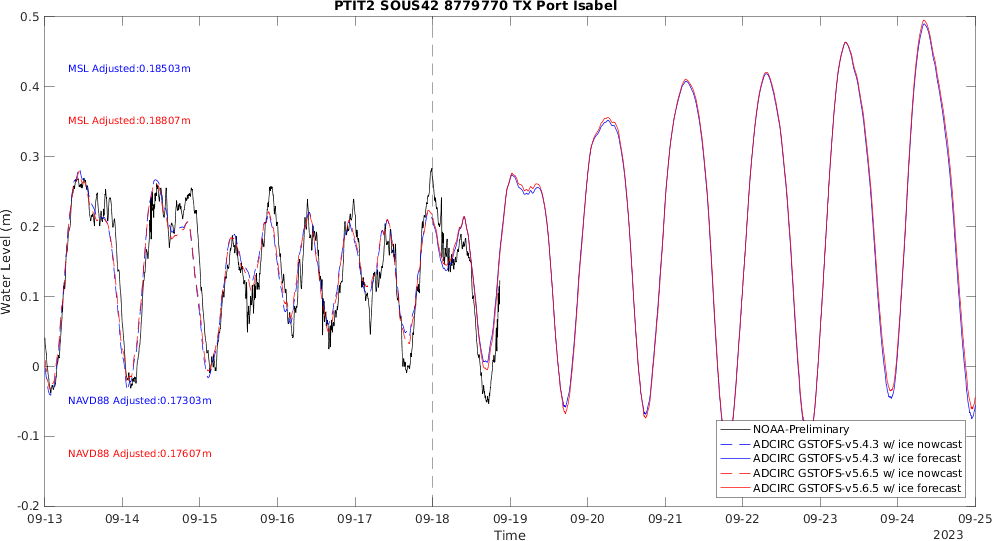 PTIT2 SOUS42 8779770 TX Port Isabel
0.5
0.4
0.3
0.2
0.1
0
-0.1
-0.2
Water Level (m)
MSL Adjusted:0.18503m
MSL Adjusted:0.18807m
NAVD88 Adjusted:0.17303m
NAVD88 Adjusted:0.17607m
NOAA-Preliminary
ADCIRC GSTOFS-v5.4.3 w/ ice nowcast
ADCIRC GSTOFS-v5.4.3 w/ ice forecast
ADCIRC GSTOFS-v5.6.5 w/ ice nowcast
ADCIRC GSTOFS-v5.6.5 w/ ice forecast
09-13 09-14 09-15 09-16 09-17 09-18 09-19 09-20 09-21 09-22 09-23 09-24 09-25
Time
2023